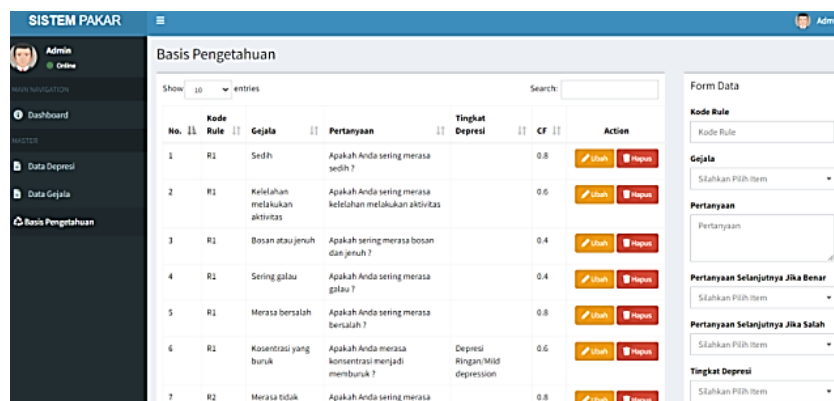 SISTEM PAKAR
Adm
Admin
Online
MAIN NAVIGATION
Dashboard
MASTER
Data Depresi
Data Gejala
Basis Pengetahuan
Basis Pengetahuan
Show 10 entries
Search:
No. Kode Rule Gejala Pertanyaan Tingkat Depresi CF Action
1 R1 Sedih Apakah Anda sering merasa sedih ? 0.8 Ubah Hapus
2 R1 Kelelahan melakukan aktivitas Apakah Anda sering merasa kelelahan melakukan aktivitas 0.6 Ubah Hapus
3 R1 Bosan atau jenuh Apakah sering merasa bosan dan jenuh ? 0.4 Ubah Hapus
4 R1 Sering galau Apakah Anda sering merasa galau ? 0.4 Ubah Hapus
5 R1 Merasa bersalah Apakah Anda sering merasa bersalah ? 0.8 Ubah Hapus
6 R1 Kosentrasi yang buruk Apakah Anda merasa konsentrasi menjadi memburuk ? Depresi Ringan/Mild depression 0.6 Ubah Hapus
7 R2 Merasa tidak Apakah Anda sering merasa 0.8 Ubah Hapus
Form Data
Kode Rule
Kode Rule
Gejala
Silahkan Pilih Item
Pertanyaan
Pertanyaan
Pertanyaan Selanjutnya Jika Benar
Silahkan Pilih Item
Pertanyaan Selanjutnya Jika Salah
Silahkan Pilih Item
Tingkat Depresi
Silahkan Pilih Item